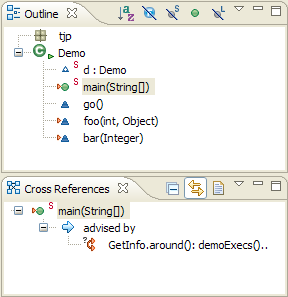 Outline
tjp
Demo
S d : Demo
S main(String[])
go()
foo(int, Object)
bar(Integer)
Cross References
S main(String[])
advised by
GetInfo.around(): demoExecs()..